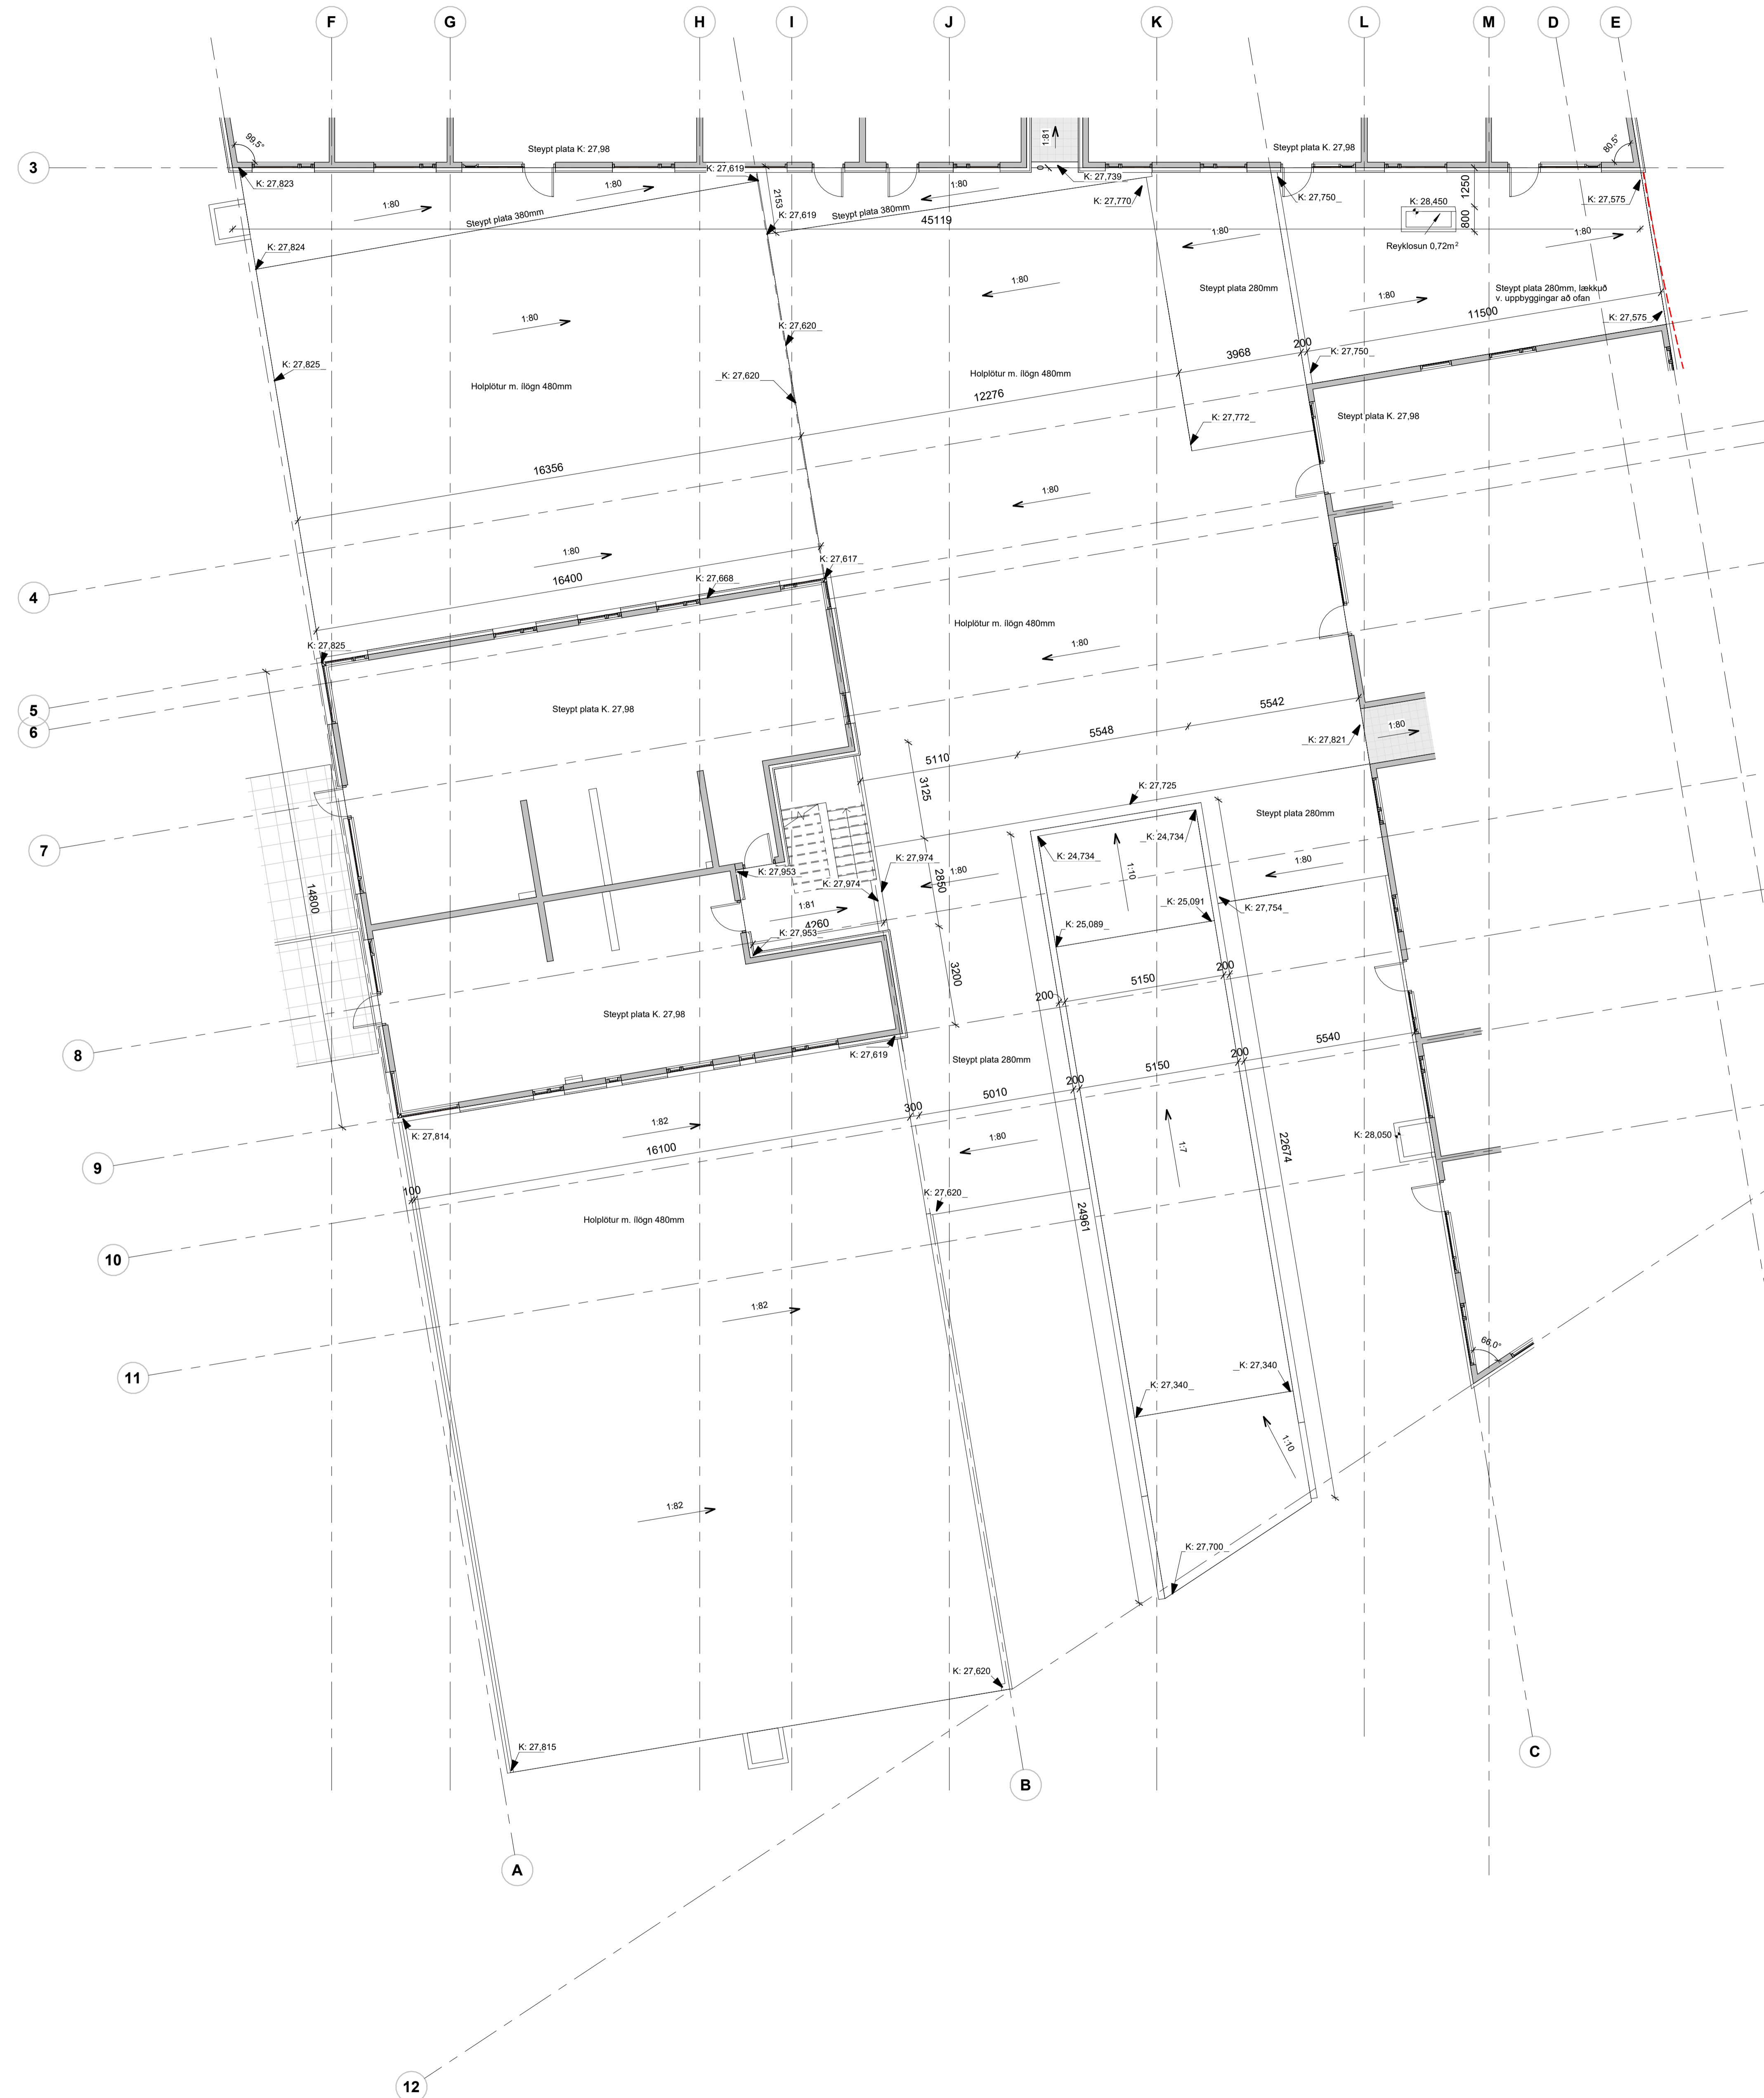 F
G
H
I
J
K
L
M
D
E
3
99.5°
Steypt plata K: 27,98
1:81
Steypt plata K: 27,98
80.5°
K: 27,823
1:80
K: 27,619
1:80
0
K: 27,739
1:80
2153
K: 27,770
K: 27,750
K: 28,450
1250
800
K: 27,575
Steypt plata 380mm
K: 27,619
Steypt plata 380mm
45119
K: 27,824
1:80
Reyklosun 0,72m²
1:80
1:80
Steypt plata 280mm
Steypt plata 280mm, lækkuð
v. uppbyggingar að ofan
1:80
1:80
11500
K: 27,575
K: 27,620
200
K: 27,750
3968
K: 27,825
K: 27,620
Holplötur m. ílögn 480mm
Holplötur m. ílögn 480mm
12276
K: 27,772
Steypt plata K. 27,98
16356
1:80
1:80
4
16400
K: 27,668
K: 27,617
Holplötur m. ílögn 480mm
1:80
K: 27,825
5
6
Steypt plata K. 27,98
5542
5548
5110
1:80
K: 27,821
3125
K: 27,725
Steypt plata 280mm
7
K: 24,734
K: 24,734
1:10
1:80
K: 27,974
K: 27,953
1:80
2850
K: 27,974
14800
1:81
4260
K: 27,953
K: 25,091
K: 27,754
K: 25,089
3200
200
5150
200
Steypt plata K. 27,98
8
K: 27,619
Steypt plata 280mm
5540
200
5150
200
5010
300
K: 27,814
1:82
1:80
16100
1:7
22674
K: 28,050
9
100
K: 27,620
24961
Holplötur m. ílögn 480mm
10
1:82
11
66.0°
K: 27,340
K: 27,340
1:10
1:82
K: 27,700
K: 27,620
K: 27,815
C
B
A
12